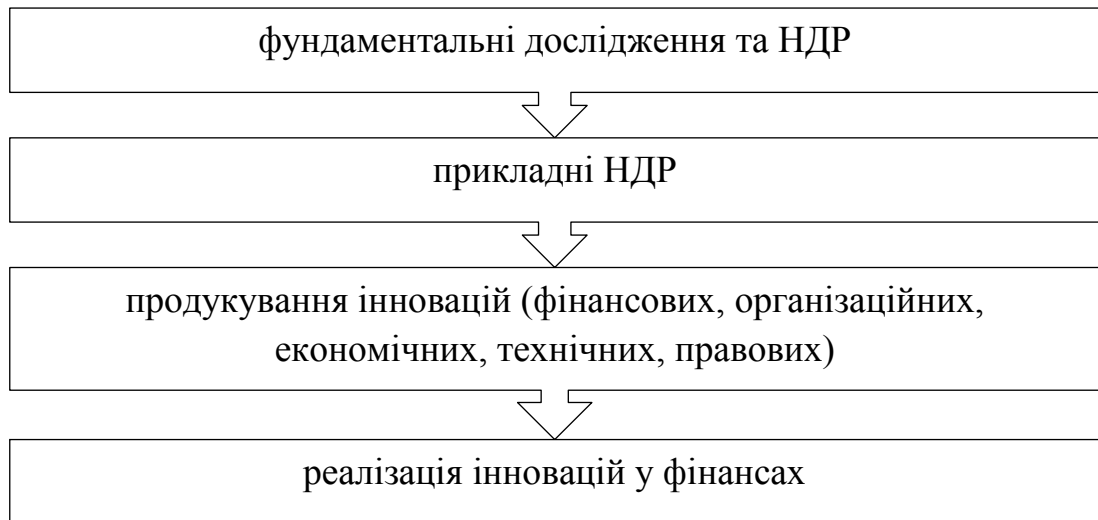 фундаментальні дослідження та НДР
прикладні НДР
продукування інновацій (фінансових, організаційних,
економічних, технічних, правових)
реалізація інновацій у фінансах